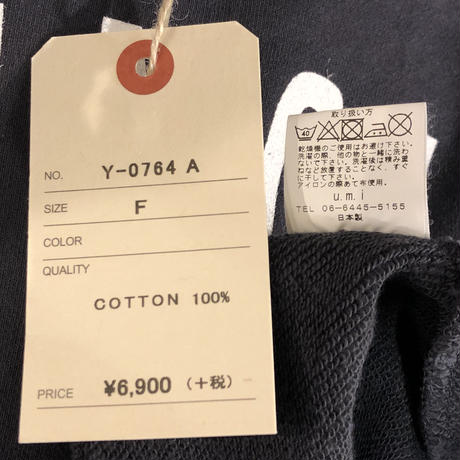 NO. Y-0764 A
SIZE F
COLOR
QUALITY
COTTON 100%
PRICE ¥6,900 (+税)
取り扱い方
40
乾燥機のご使用はお避け下さい。
洗濯の際、他の物と一緒に洗わ
ないで下さい。洗濯後は積み重
ねなど放置することなく、すぐ
に干して下さい。
アイロンの際あて布使用。
u.m.i
TEL 06-6445-5155
日本製